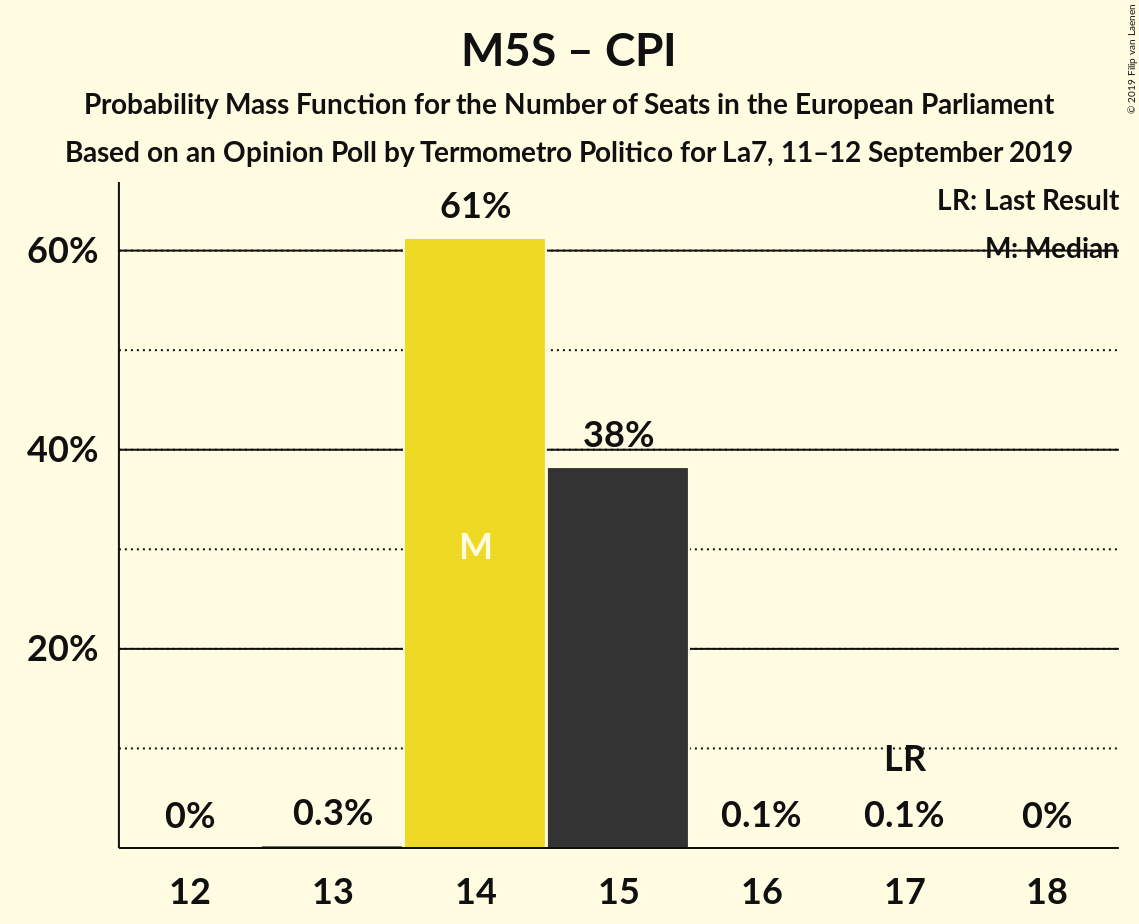 M5S – CPI
Probability Mass Function for the Number of Seats in the European Parliament
Based on an Opinion Poll by Termometro Politico for La7, 11–12 September 2019
© 2019 Filip van Laenen
LR: Last Result
M: Median
61%
60%
38%
40%
M
20%
LR
0%
0.3%
0.1%
0.1%
0%
12
13
14
15
16
17
18